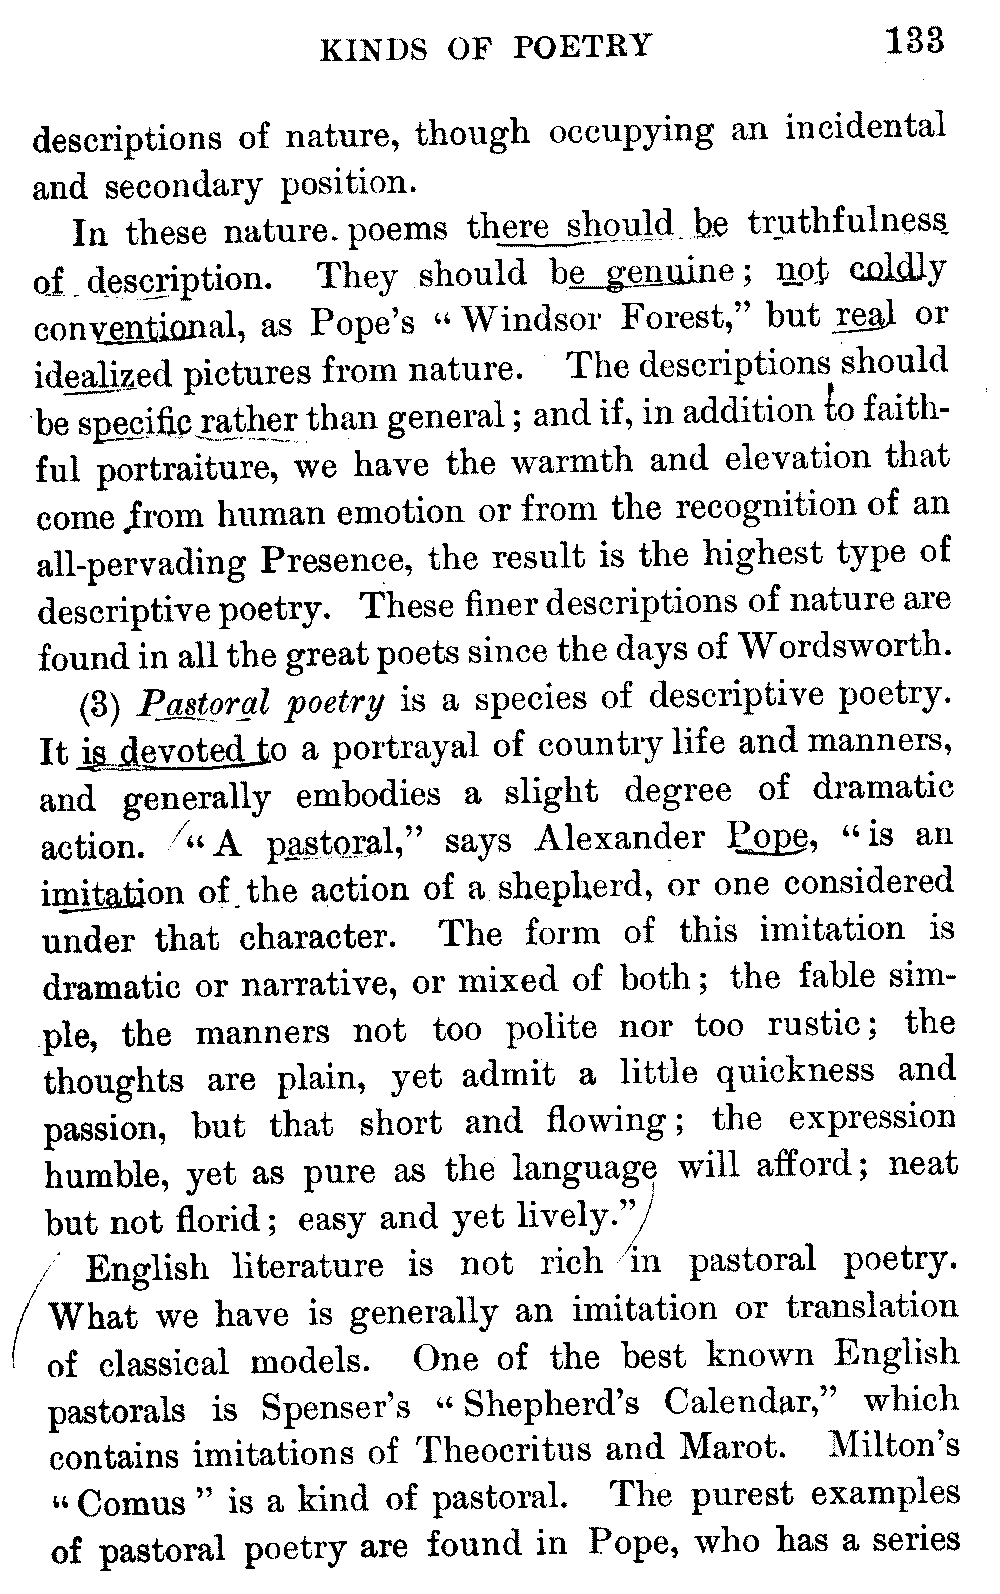 KINDS OF POETRY 133
descriptions of nature, though occupying an incidental
and secondary position.
In these nature poems there should be truthfulness
of description. They should be genuine; not coldly
conventional, as Pope's “Windsor Forest,” but real or
idealized pictures from nature. The descriptions should
be specific rather than general; and if, in addition to faith-
ful portraiture, we have the warmth and elevation that
come from human emotion or from the recognition of an
all-pervading Presence, the result is the highest type of
descriptive poetry. These finer descriptions of nature are
found in all the great poets since the days of Wordsworth.
(3) Pastoral poetry is a species of descriptive poetry.
It is devoted to a portrayal of country life and manners,
and generally embodies a slight degree of dramatic
action. “A pastoral,” says Alexander Pope, “is an
imitation of the action of a shepherd, or one considered
under that character. The form of this imitation is
dramatic or narrative, or mixed of both; the fable sim-
ple, the manners not too polite nor too rustic; the
thoughts are plain, yet admit a little quickness and
passion, but that short and flowing; the expression
humble, yet as pure as the language will afford; neat
but not florid; easy and yet lively.”
English literature is not rich in pastoral poetry.
What we have is generally an imitation or translation
of classical models. One of the best known English
pastorals is Spenser's “Shepherd's Calendar,” which
contains imitations of Theocritus and Marot. Milton's
“Comus” is a kind of pastoral. The purest examples
of pastoral poetry are found in Pope, who has a series